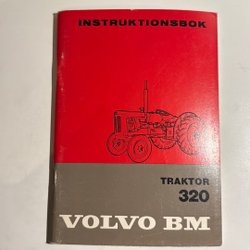 INSTRUKTIONSBOK
TRAKTOR
320
VOLVO BM